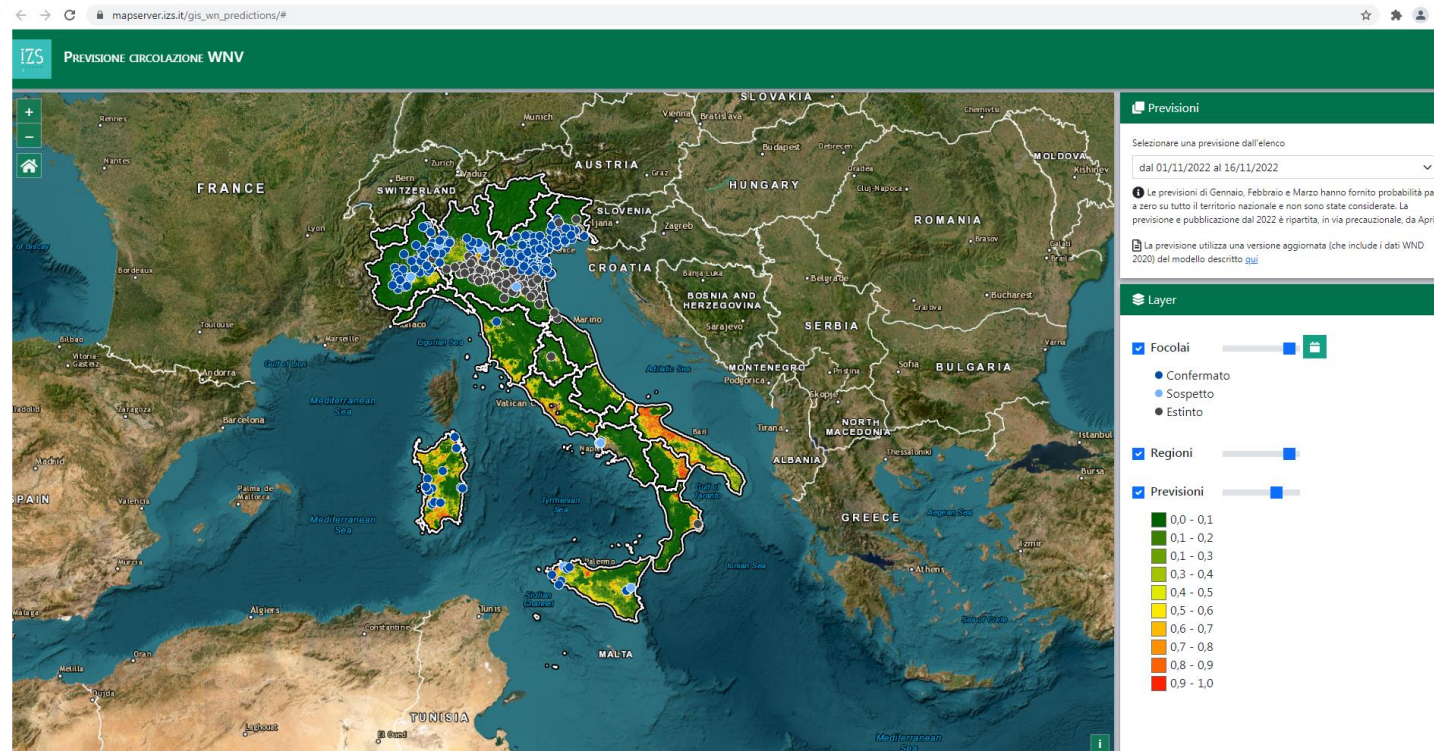 mapserver.izs.it/gis_wn_predictions/#
IZS
PREVISIONE CIRCOLAZIONE WNV
+
−
Previsioni
Selezionare una previsione dall'elenco
dal 01/11/2022 al 16/11/2022
Le previsioni di Gennaio, Febbraio e Marzo hanno fornito probabilità pa
a zero su tutto il territorio nazionale e non sono state considerate. La
previsione e pubblicazione dal 2022 è ripartita, in via precauzionale, da Apri
La previsione utilizza una versione aggiornata (che include i dati WND
2020) del modello descritto qui
Layer
Focolai
Confermato
Sospetto
Estinto
Regioni
Previsioni
0,0 - 0,1
0,1 - 0,2
0,1 - 0,3
0,3 - 0,4
0,4 - 0,5
0,5 - 0,6
0,6 - 0,7
0,7 - 0,8
0,8 - 0,9
0,9 - 1,0
SLOVAKIA
Rennes
Munich
Vienna
Bratislava
Chernivtsi
Nantes
Zurich
Vaduz
Budapest
Debrecen
MOLDOVA
Bern
AUSTRIA
Graz
Oradea
Kishinev
FRANCE
SWITZERLAND
HUNGARY
Cluj-Napoca
SLOVENIA
Lyon
Zagreb
ROMANIA
Brasov
Galati
Braila
of Biscay
Bordeaux
CROATIA
Banja Luka
Belgrade
BOSNIA AND
HERZEGOVINA
Craiova
Bucharest
Toulouse
Marseille
Marino
Sarajevo
SERBIA
Bilbao
Ligurian Sea
Varna
Vitoria-
Gasteiz
Andorra
Gulf of Lion
Adriatic Sea
MONTENEGRO
Podgorica
Pristina
Sofia
BULGARIA
Zaragoza
Barcelona
Mediterranean
Sea
Vatican
Skopje
Bari
Tirana
NORTH
MACEDONIA
Istanbul
Madrid
ALBANIA
Thessaloniki
Bursa
SPAIN
Valencia
Palma de
Mallorca
Tyrrhenian
Sea
Gulf of
Taranto
Mediterranean
Sea
GREECE
Aegean Sea
Izmir
Murcia
Palermo
Ionian Sea
Athens
Malaga
Algiers
Sicilian
Channel
Tunis
Sea of Crete
Constantine
Oran
MALTA
Melilla
Oujda
Laghouat
TUNISIA
El Oued
Mediterranean
Sea
i